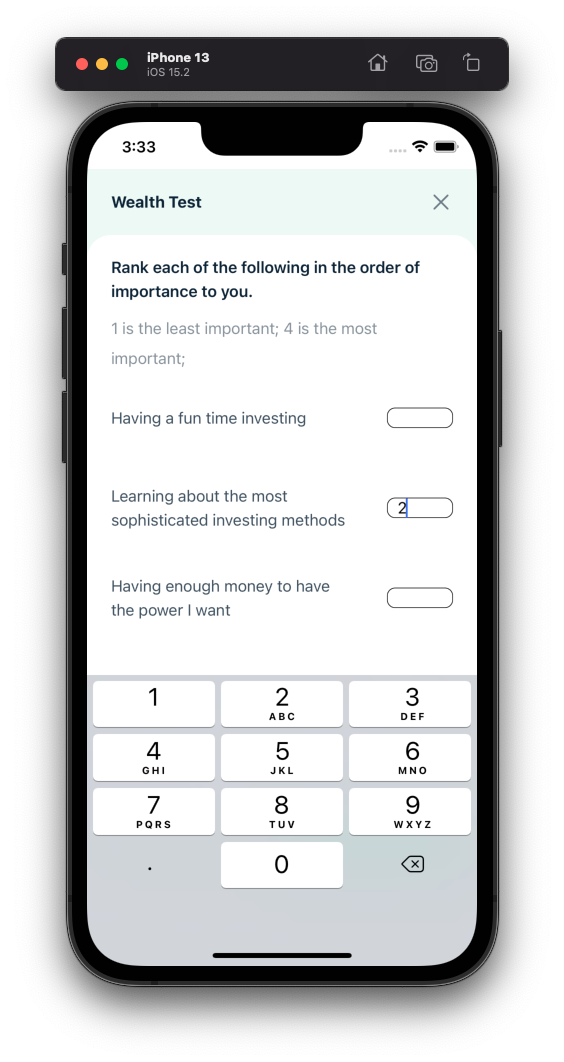 iPhone 13
iOS 15.2
3:33
Wealth Test
Rank each of the following in the order of
importance to you.
1 is the least important; 4 is the most
important;
Having a fun time investing
Learning about the most
sophisticated investing methods
2
Having enough money to have
the power I want
1
2
ABC
3
DEF
4
GHI
5
JKL
6
MNO
7
PQRS
8
TUV
9
WXYZ
.
0